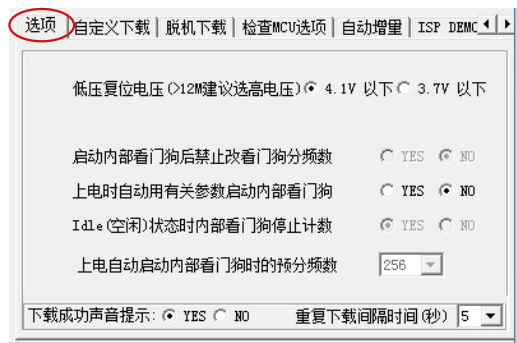 选项 自定义下载 脱机下载 检查MCU选项 自动增量 ISP DEMC
低压复位电压(>12M建议选高电压) 4.1V 以下 3.7V 以下
启动内部看门狗后禁止改看门狗分频数 YES NO
上电时自动用有关参数启动内部看门狗 YES NO
Idle(空闲)状态时内部看门狗停止计数 YES NO
上电自动启动内部看门狗时的预分频数 256
下载成功声音提示: YES NO 重复下载间隔时间(秒) 5